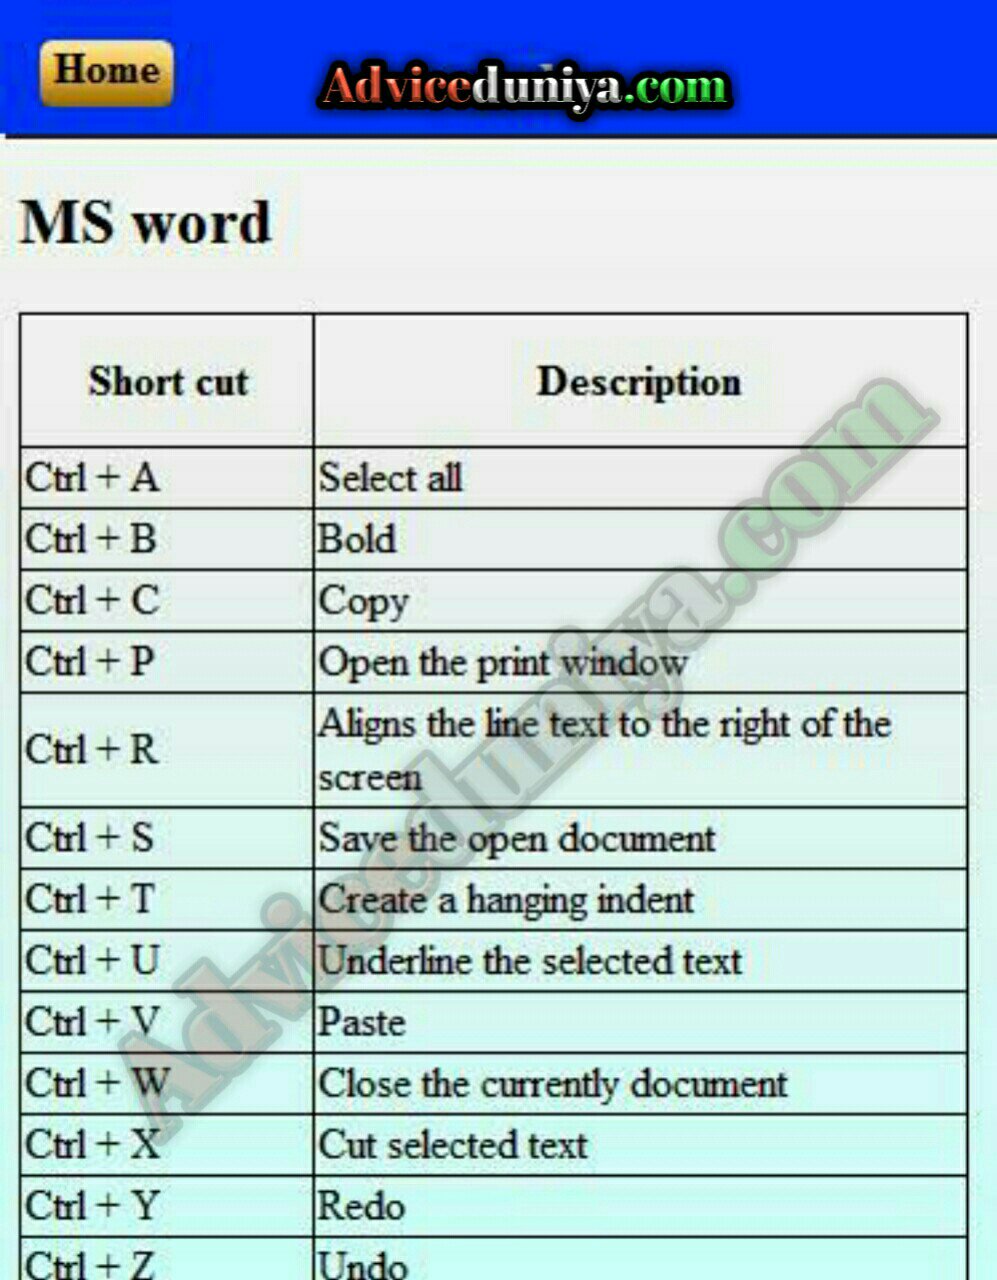 Home
Adviceduniya.com
MS word
Short cut Description
Ctrl + A Select all
Ctrl + B Bold
Ctrl + C Copy
Ctrl + P Open the print window
Ctrl + R Aligns the line text to the right of the
screen
Ctrl + S Save the open document
Ctrl + T Create a hanging indent
Ctrl + U Underline the selected text
Ctrl + V Paste
Ctrl + W Close the currently document
Ctrl + X Cut selected text
Ctrl + Y Redo
Ctrl + Z Undo
Adviceduniya.com